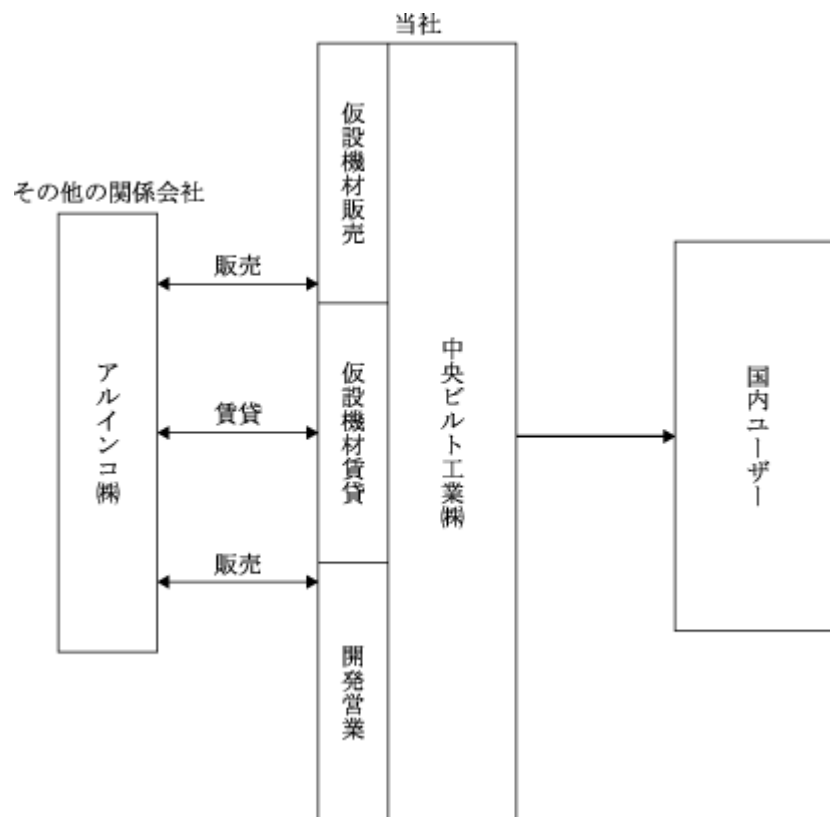 当社
その他の関係会社
アルインコ㈱
販売
賃貸
販売
仮設機材販売
仮設機材賃貸
開発営業
中央ビルト工業㈱
国内ユーザー